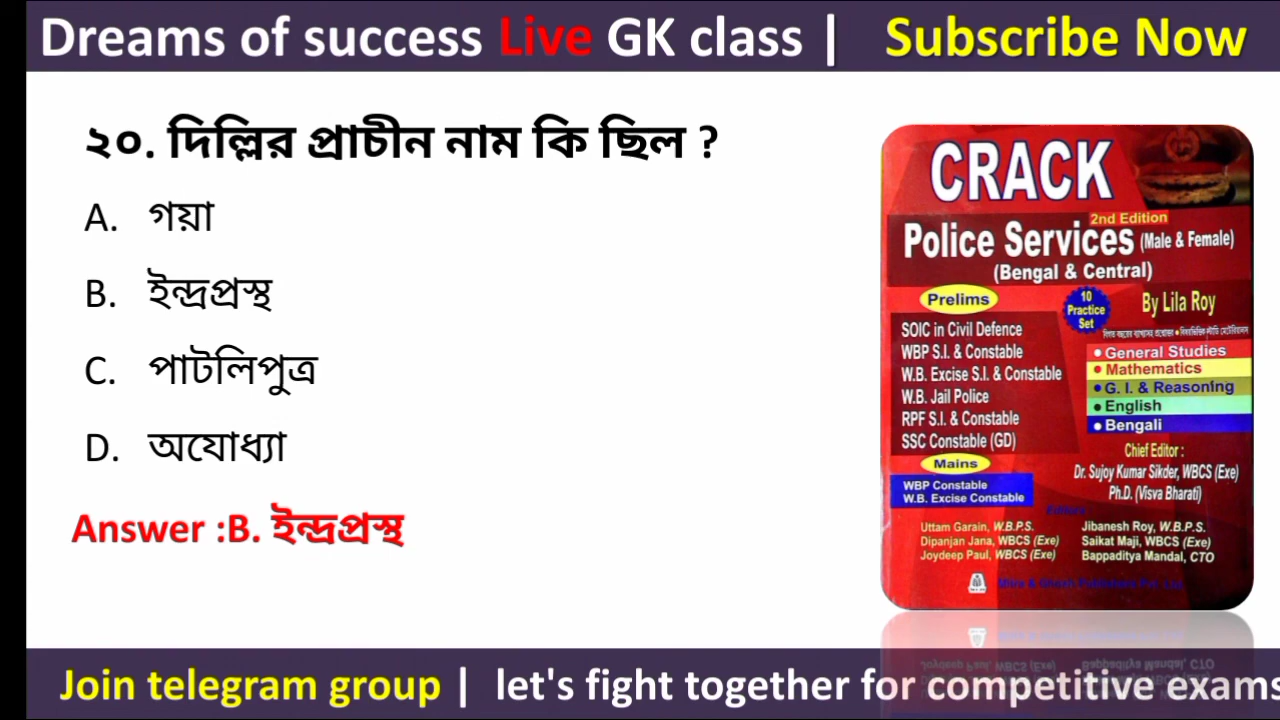 Dreams of success Live GK class | Subscribe Now
২০. দিল্লির প্রাচীন নাম কি ছিল ?
A. গয়া
B. ইন্দ্রপ্রস্থ
C. পাটলিপুত্র
D. অযোধ্যা
Answer :B. ইন্দ্রপ্রস্থ
CRACK
2nd Edition
Police Services (Male & Female)
(Bengal & Central)
Prelims
SOIC in Civil Defence
WBP S.I. & Constable
W.B. Excise S.I. & Constable
W.B. Jail Police
RPF S.I. & Constable
SSC Constable (GD)
Mains
WBP Constable
W.B. Excise Constable
10
Practice
Set
By Lila Roy
• General Studies
• Mathematics
• G. I. & Reasoning
• English
• Bengali
Chief Editor :
Dr. Sujoy Kumar Sikder, WBCS (Exe)
Ph.D. (Visva Bharati)
Editors
Uttam Garain, W.B.P.S.
Dipanjan Jana, WBCS (Exe)
Joydeep Paul, WBCS (Exe)
Jibanesh Roy, W.B.P.S.
Saikat Maji, WBCS (Exe)
Bappaditya Mandal, CTO
Join telegram group | let's fight together for competitive exams